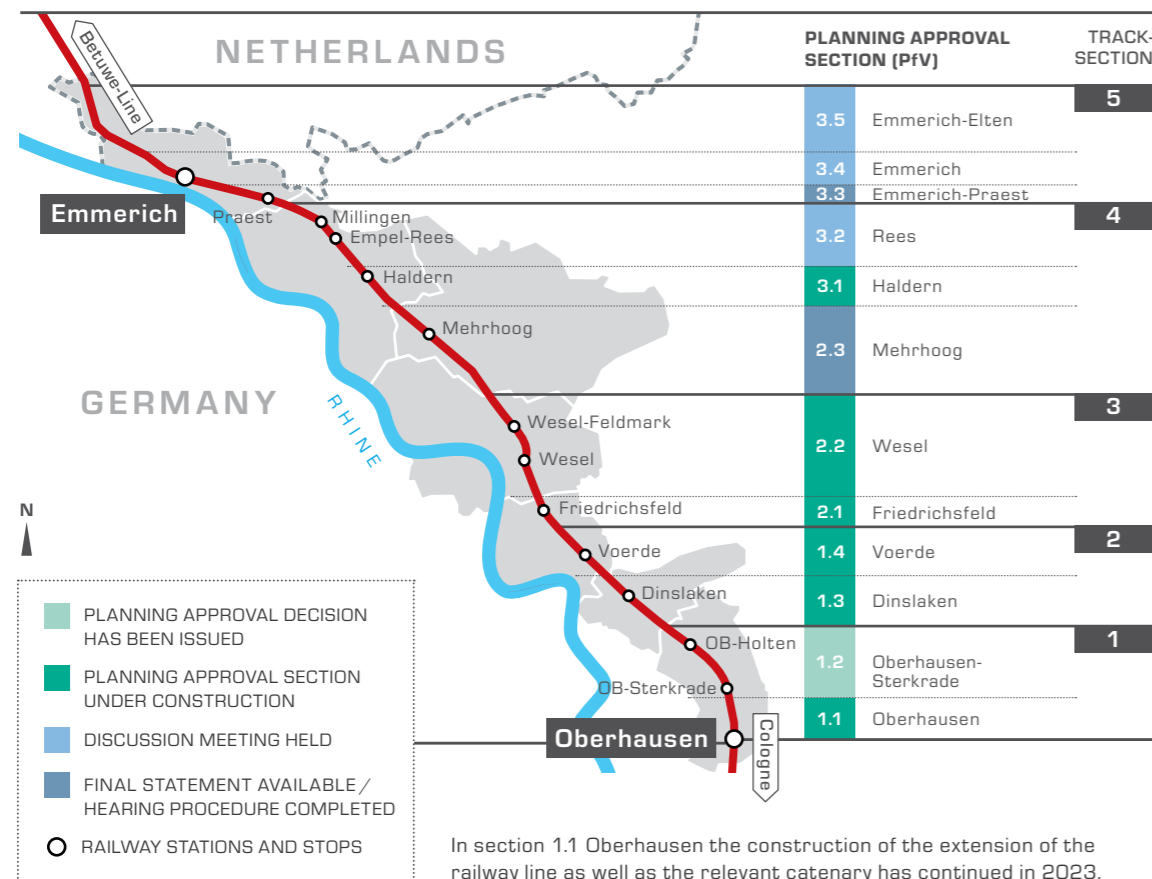 NETHERLANDS
Betuwe-Line
PLANNING APPROVAL
SECTION (PfV)
TRACK-
SECTION
5
3.5 Emmerich-Elten
3.4 Emmerich
3.3 Emmerich-Praest
Emmerich
Praest
Millingen
Empel-Rees
4
3.2 Rees
Haldern
3.1 Haldern
Mehrhoog
2.3 Mehrhoog
GERMANY
RHINE
3
Wesel-Feldmark
2.2 Wesel
Wesel
N
Friedrichsfeld
2.1 Friedrichsfeld
2
Voerde
1.4 Voerde
Dinslaken
1.3 Dinslaken
1
OB-Holten
1.2 Oberhausen-
Sterkrade
OB-Sterkrade
1.1 Oberhausen
Oberhausen
Cologne
PLANNING APPROVAL DECISION
HAS BEEN ISSUED
PLANNING APPROVAL SECTION
UNDER CONSTRUCTION
DISCUSSION MEETING HELD
FINAL STATEMENT AVAILABLE /
HEARING PROCEDURE COMPLETED
RAILWAY STATIONS AND STOPS
In section 1.1 Oberhausen the construction of the extension of the
railway line as well as the relevant catenary has continued in 2023.